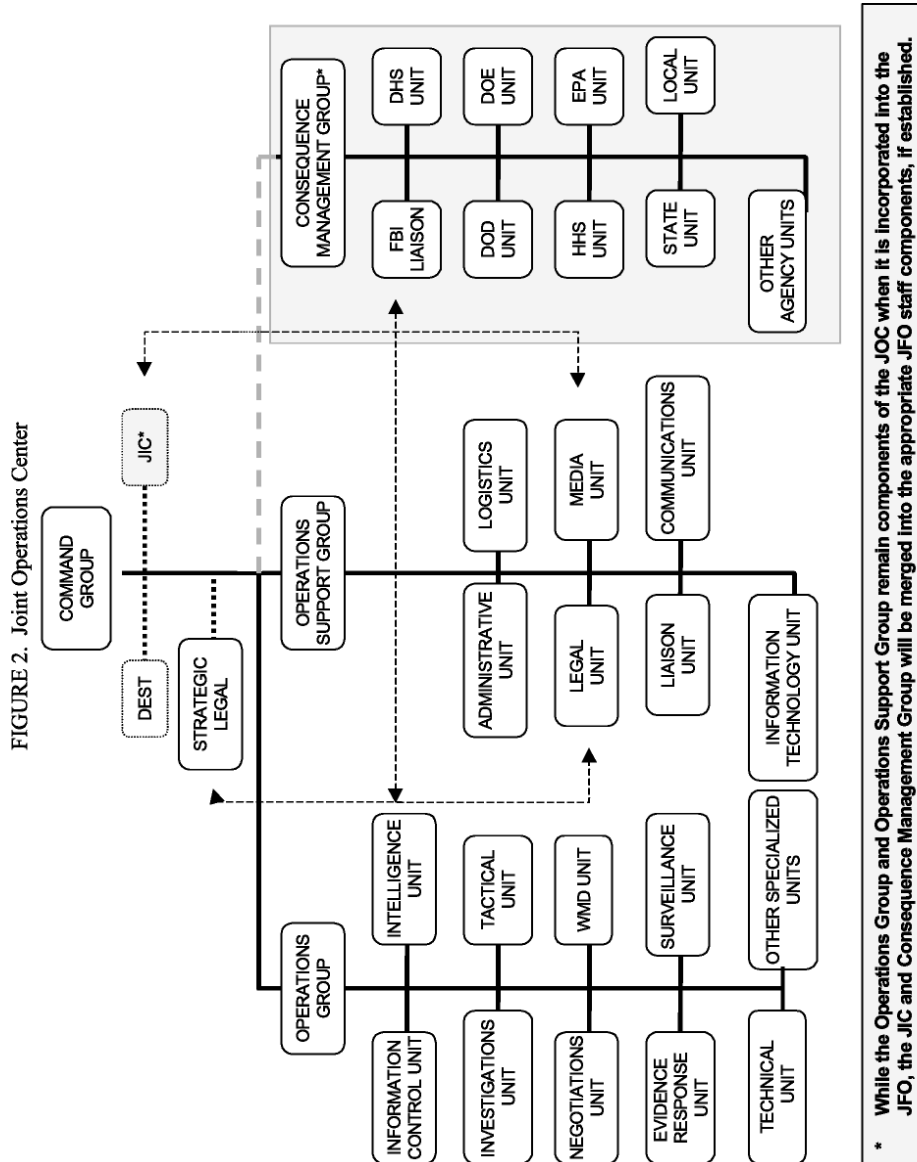 FIGURE 2. Joint Operations Center
COMMAND
GROUP
DEST
JIC*
STRATEGIC
LEGAL
OPERATIONS
GROUP
OPERATIONS
SUPPORT GROUP
CONSEQUENCE
MANAGEMENT GROUP*
INFORMATION
CONTROL UNIT
INTELLIGENCE
UNIT
INVESTIGATIONS
UNIT
TACTICAL
UNIT
NEGOTIATIONS
UNIT
WMD UNIT
EVIDENCE
RESPONSE
UNIT
SURVEILLANCE
UNIT
TECHNICAL
UNIT
OTHER SPECIALIZED
UNITS
ADMINISTRATIVE
UNIT
LOGISTICS
UNIT
LEGAL
UNIT
MEDIA
UNIT
LIAISON
UNIT
COMMUNICATIONS
UNIT
INFORMATION
TECHNOLOGY UNIT
FBI
LIAISON
DHS
UNIT
DOD
UNIT
DOE
UNIT
HHS
UNIT
EPA
UNIT
STATE
UNIT
LOCAL
UNIT
OTHER
AGENCY UNITS
* While the Operations Group and Operations Support Group remain components of the JOC when it is incorporated into the
JFO, the JIC and Consequence Management Group will be merged into the appropriate JFO staff components, if established.